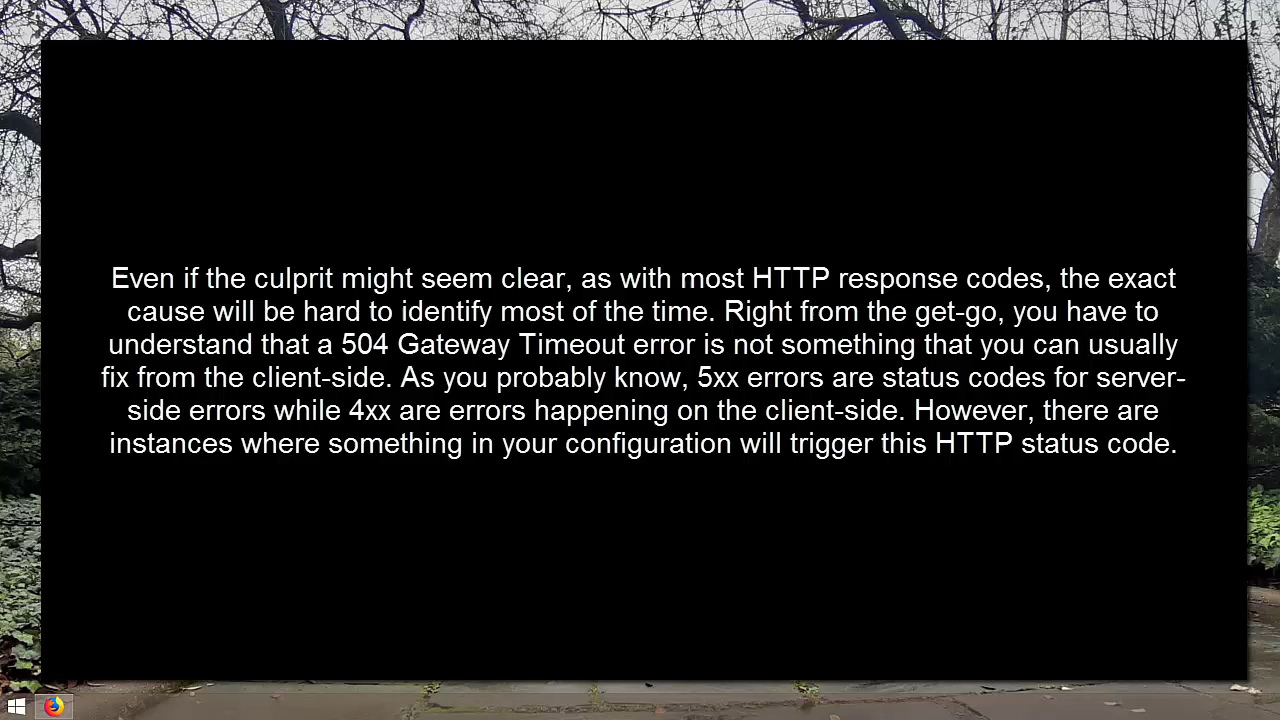 Even if the culprit might seem clear, as with most HTTP response codes, the exact
cause will be hard to identify most of the time. Right from the get-go, you have to
understand that a 504 Gateway Timeout error is not something that you can usually
fix from the client-side. As you probably know, 5xx errors are status codes for server-
side errors while 4xx are errors happening on the client-side. However, there are
instances where something in your configuration will trigger this HTTP status code.